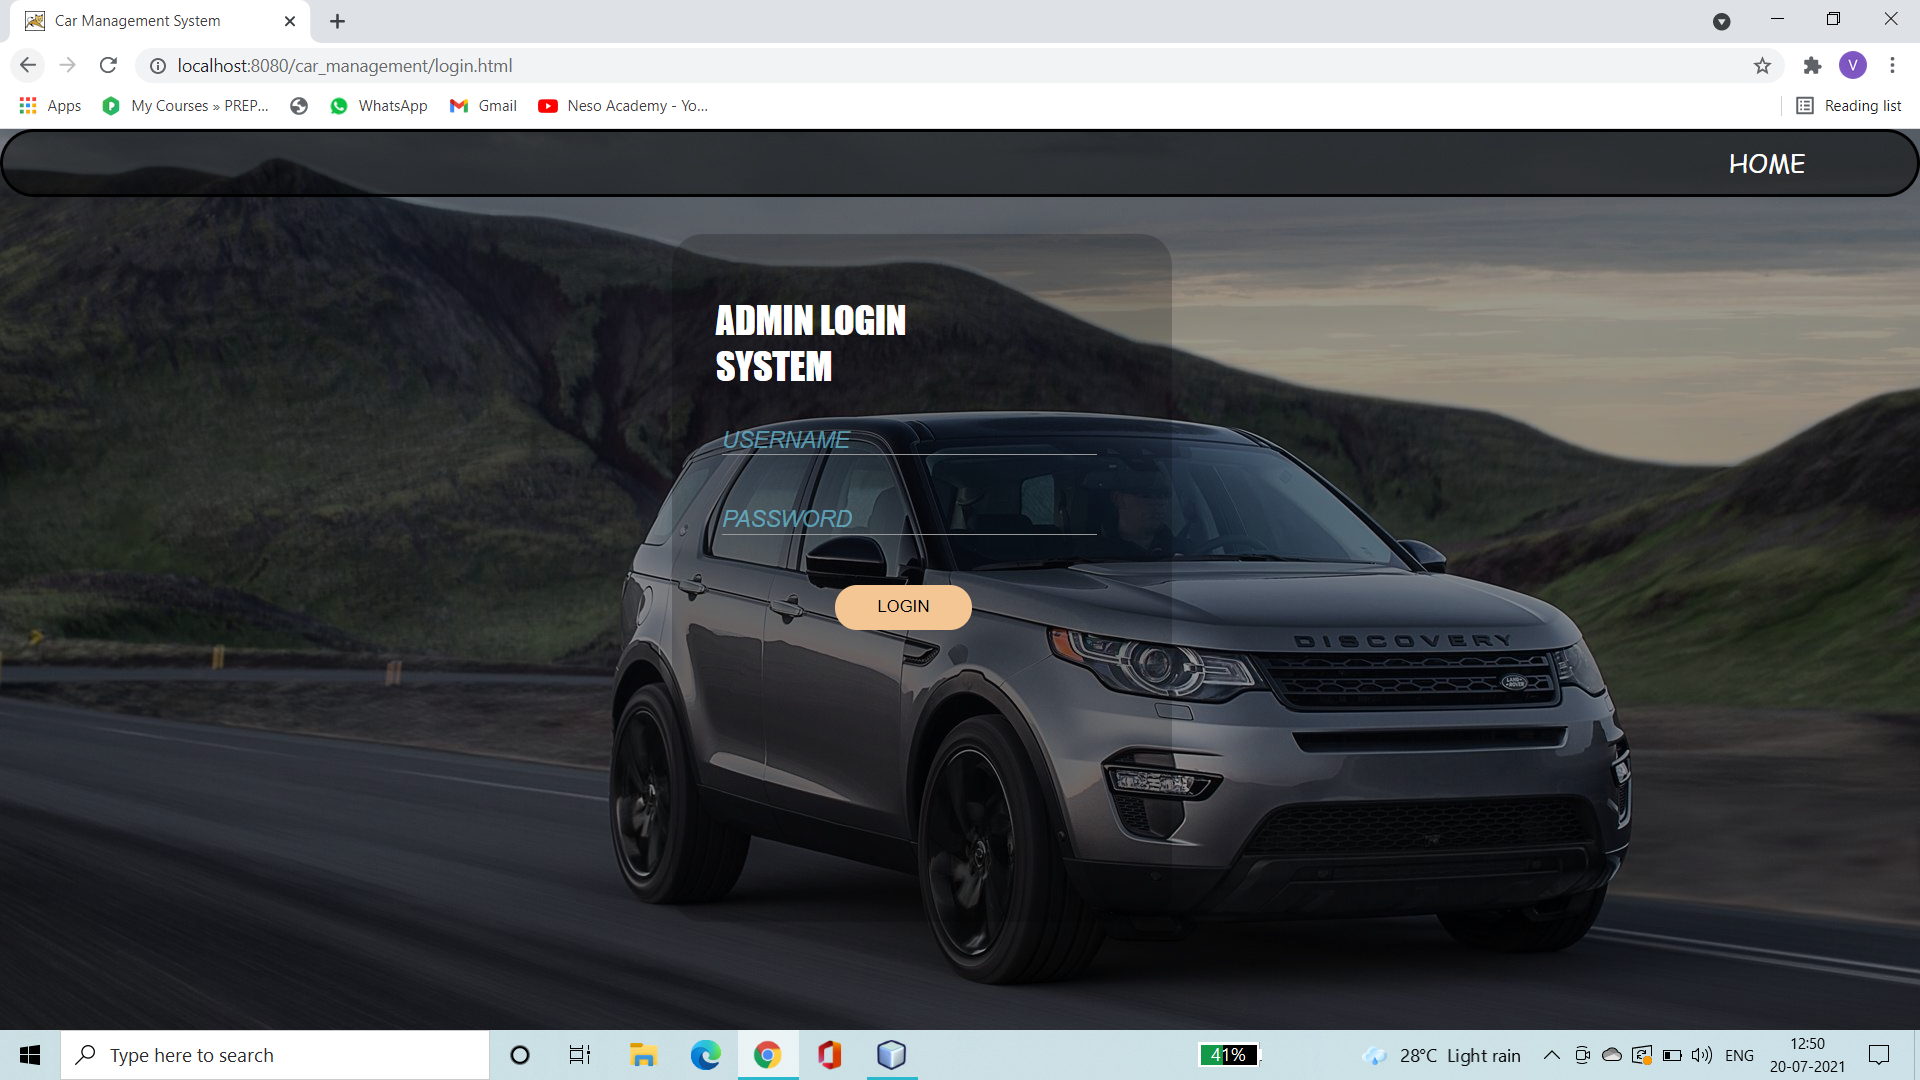 Car Management System
localhost:8080/car_management/login.html
V
Apps
My Courses » PREP...
WhatsApp
Gmail
Neso Academy - Yo...
Reading list
HOME
ADMIN LOGIN
SYSTEM
USERNAME
PASSWORD
LOGIN
DISCOVERY
LAND ROVER
Type here to search
41%
28°C Light rain
ENG
12:50
20-07-2021